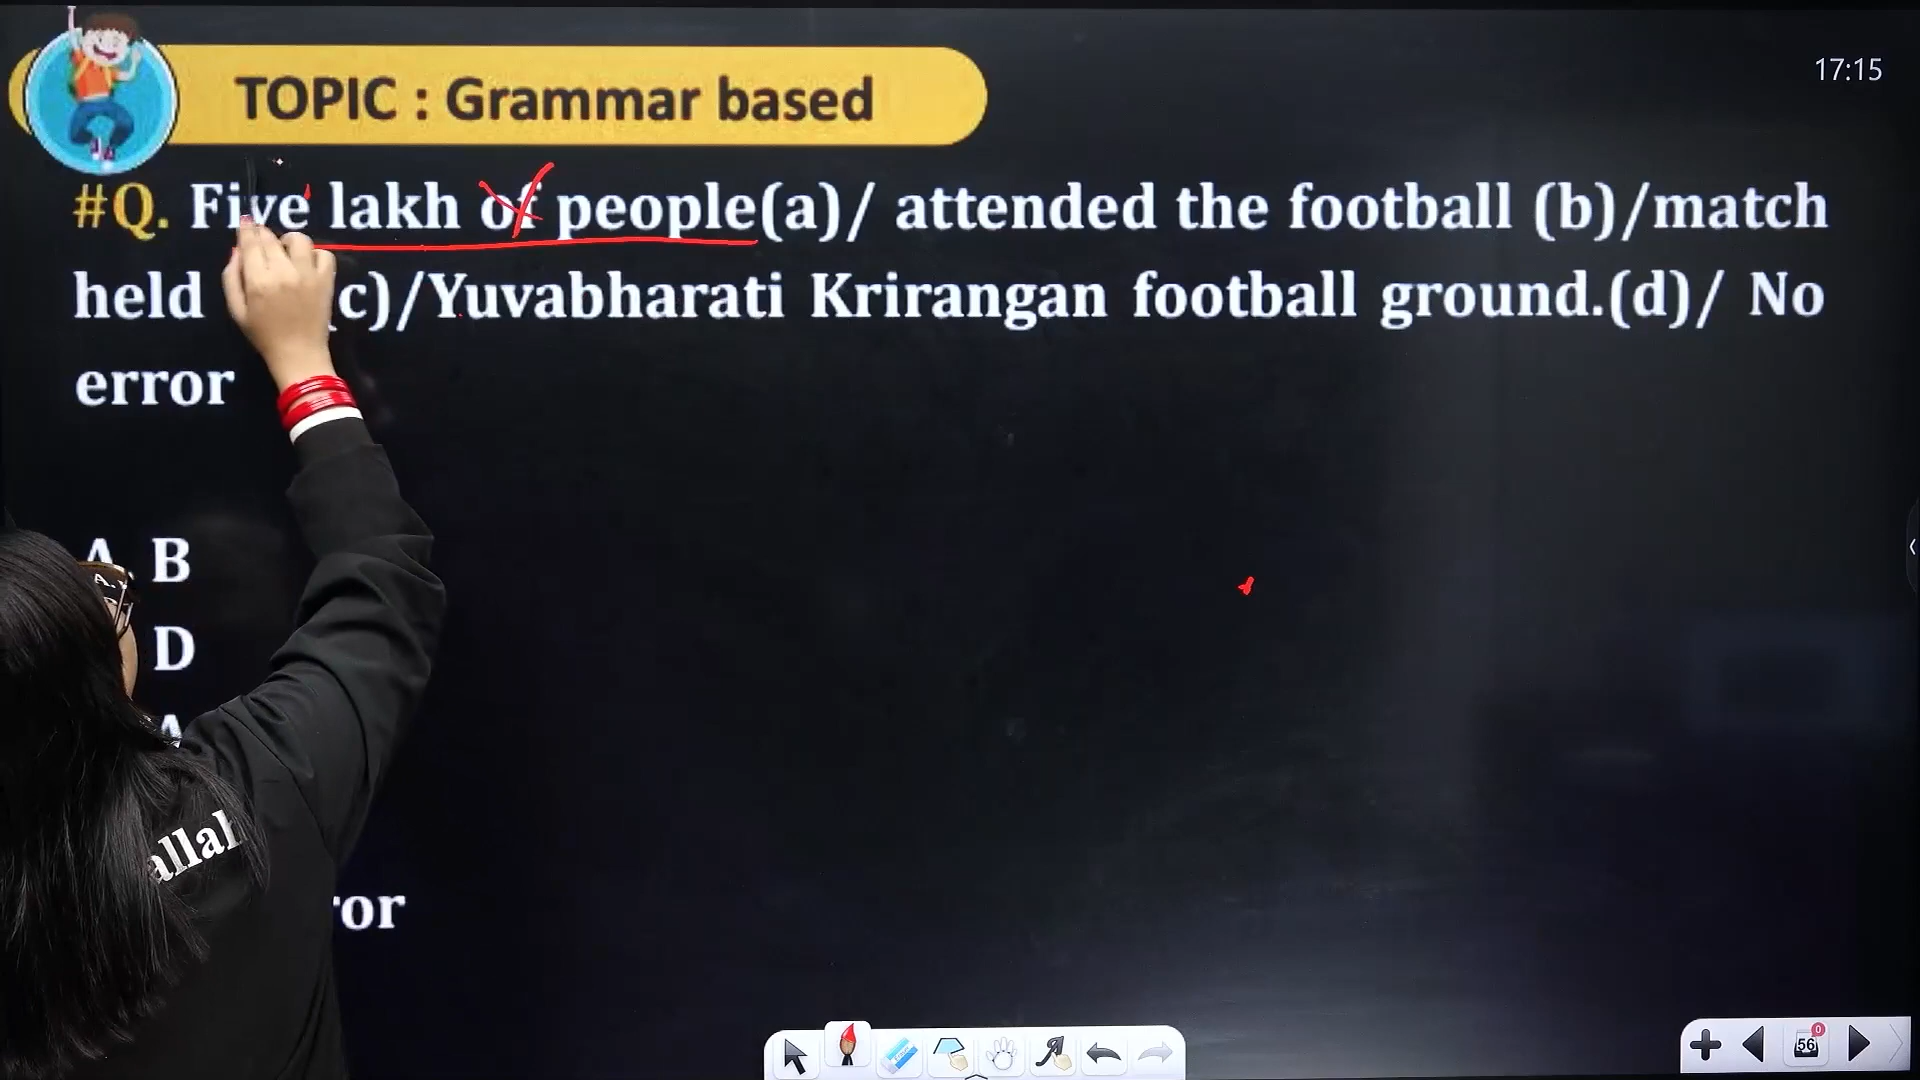 17:15
TOPIC : Grammar based
#Q. Five lakh of people(a)/ attended the football (b)/match
held (c)/Yuvabharati Krirangan football ground.(d)/ No
error
A. B
D
A
allah
ror
56
0